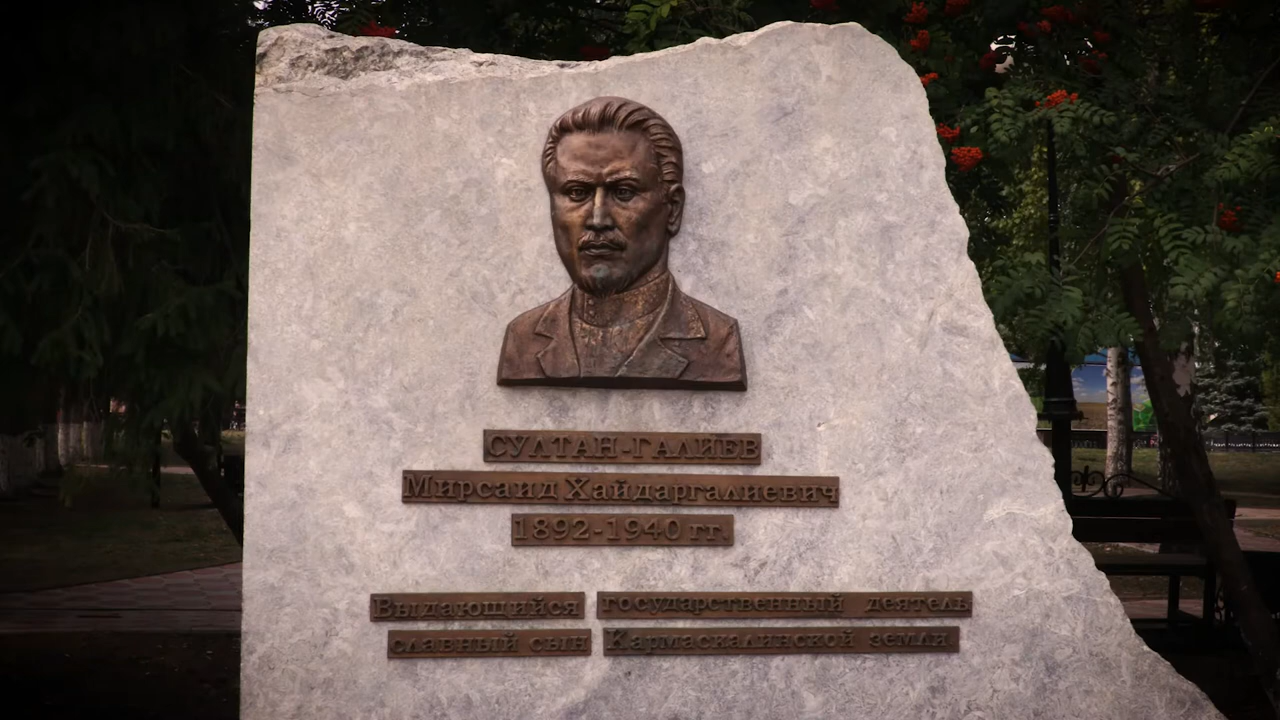 СУЛТАН-ГАЛИЕВ
Мирсаид Хайдаргалиевич
1892-1940 гг.
Выдающийся государственный деятель
славный сын Кармаскалинской земли